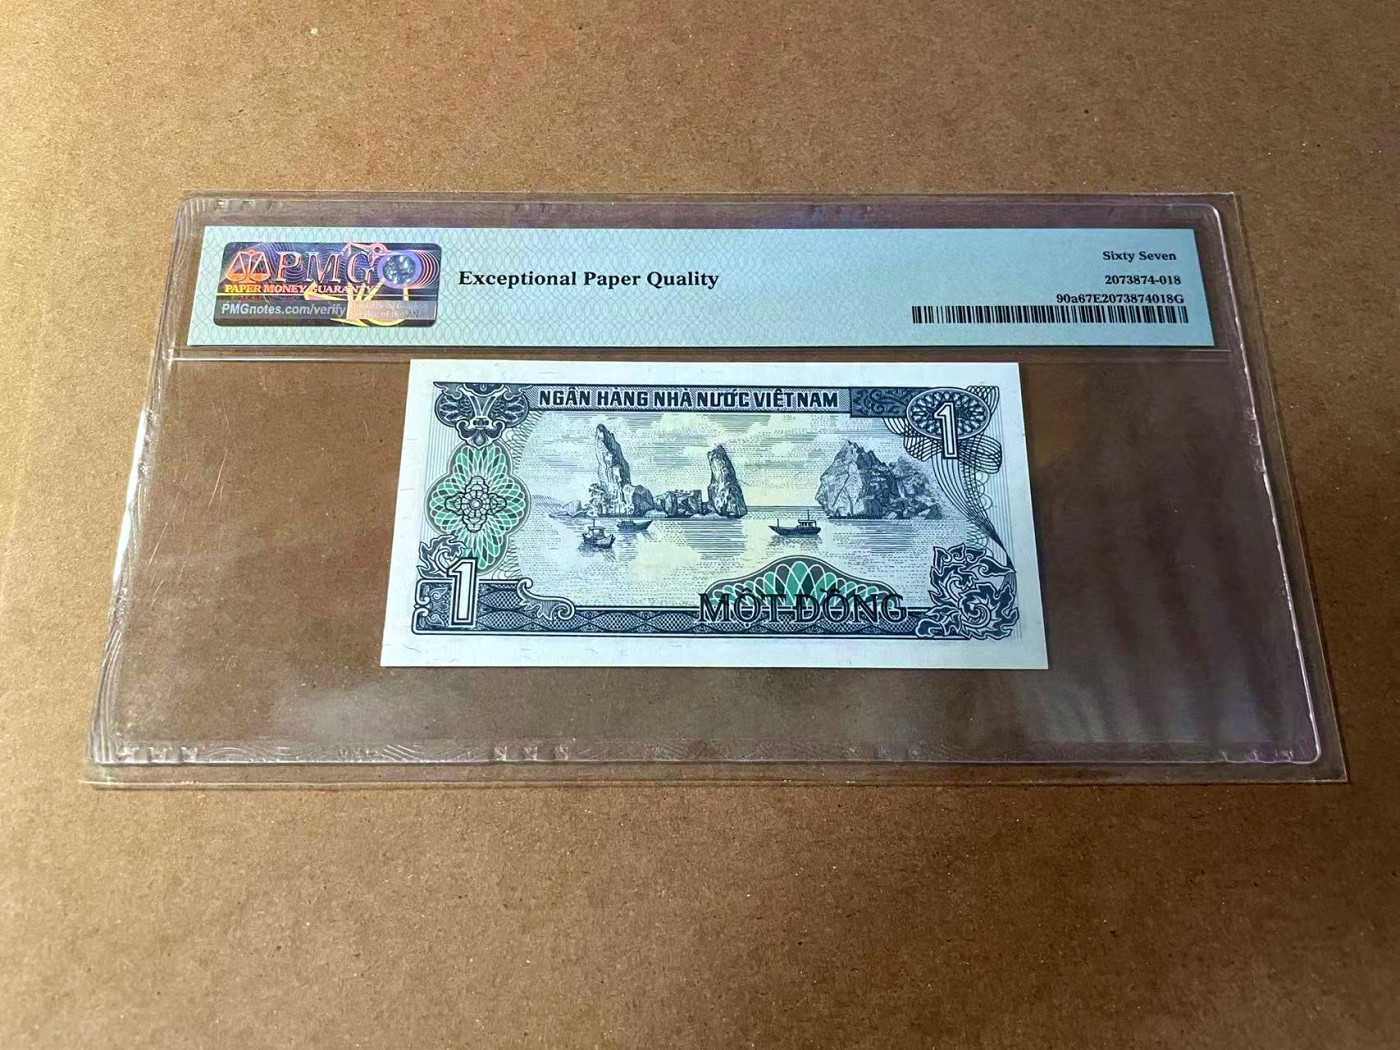 PMG
PAPER MONEY GUARANTY
PMGnotes.com/verify
Exceptional Paper Quality
Sixty Seven
2073874-018
90a67E2073874018G
NGÂN HÀNG NHÀ NƯỚC VIỆT NAM
1
1
MỘT ĐỒNG